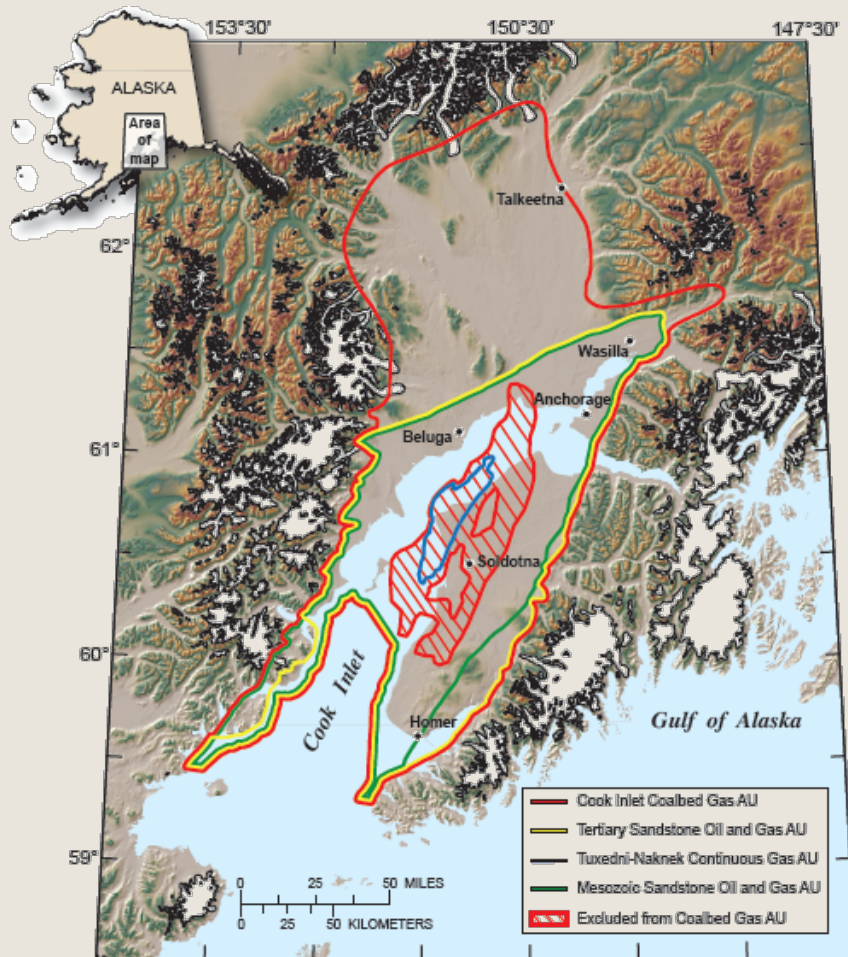 153°30'
150°30'
147°30'
ALASKA
Area
of
map
Talkeetna
62°
Wasilla
Anchorage
Beluga
61°
Soldotna
60°
Cook Inlet
Homer
Gulf of Alaska
Cook Inlet Coalbed Gas AU
Tertiary Sandstone Oil and Gas AU
Tuxedni-Naknek Continuous Gas AU
Mesozoic Sandstone Oil and Gas AU
Excluded from Coalbed Gas AU
59°
0 25 50 MILES
0 25 50 KILOMETERS